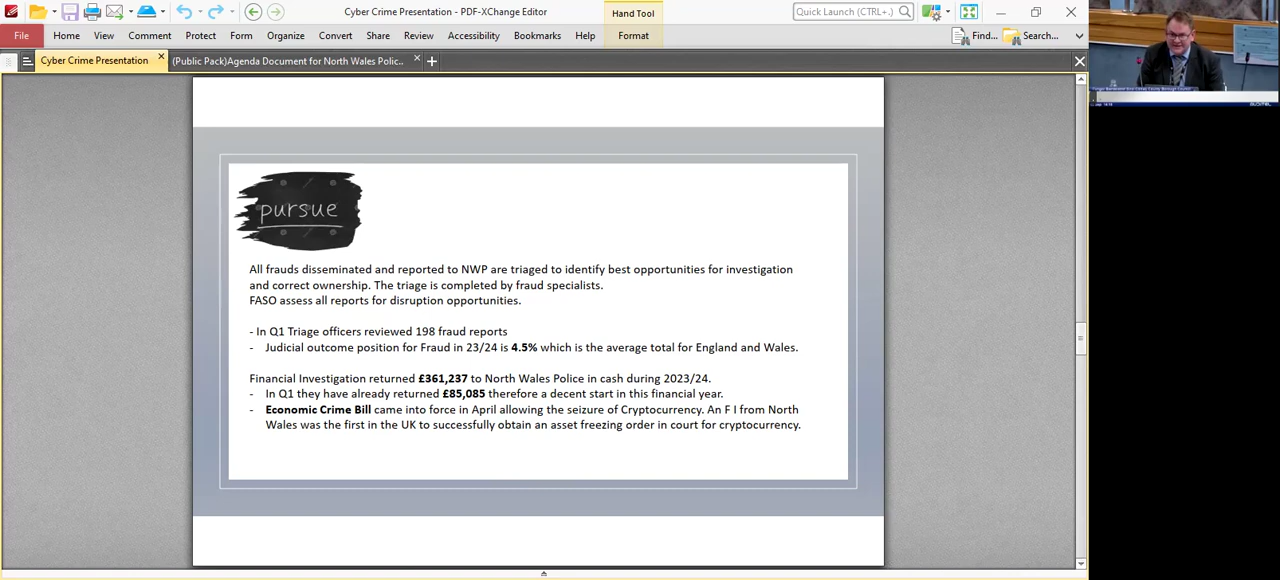 Cyber Crime Presentation - PDF-XChange Editor
Hand Tool
Quick Launch (CTRL+.)
File Home View Comment Protect Form Organize Convert Share Review Accessibility Bookmarks Help Format Find... Search...
Cyber Crime Presentation (Public Pack)Agenda Document for North Wales Polic..
pursue
All frauds disseminated and reported to NWP are triaged to identify best opportunities for investigation
and correct ownership. The triage is completed by fraud specialists.
FASO assess all reports for disruption opportunities.
- In Q1 Triage officers reviewed 198 fraud reports
- Judicial outcome position for Fraud in 23/24 is 4.5% which is the average total for England and Wales.
Financial Investigation returned £361,237 to North Wales Police in cash during 2023/24.
- In Q1 they have already returned £85,085 therefore a decent start in this financial year.
- Economic Crime Bill came into force in April allowing the seizure of Cryptocurrency. An F I from North
Wales was the first in the UK to successfully obtain an asset freezing order in court for cryptocurrency.